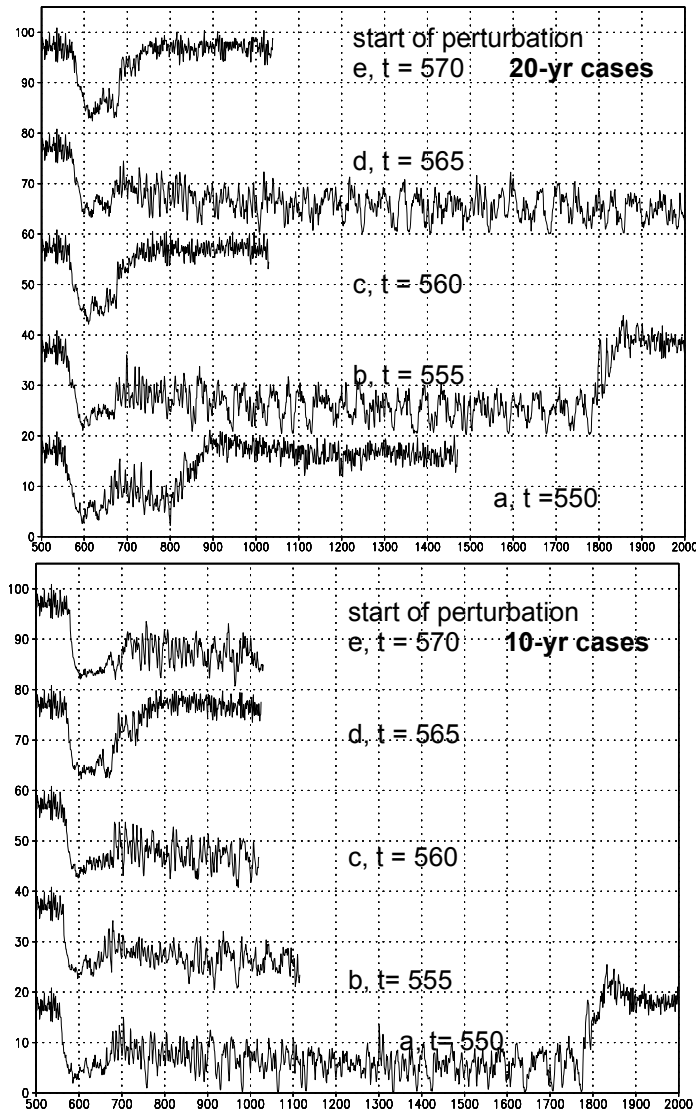 100
80
60
40
20
0
90
70
50
30
10
start of perturbation
e, t = 570 20-yr cases
d, t = 565
c, t = 560
b, t = 555
a, t =550
500 600 700 800 900 1000 1100 1200 1300 1400 1500 1600 1700 1800 1900 2000
100
90
80
70
60
50
40
30
20
10
0
start of perturbation
e, t = 570 10-yr cases
d, t = 565
c, t = 560
b, t= 555
a, t= 550
500 600 700 800 900 1000 1100 1200 1300 1400 1500 1600 1700 1800 1900 2000